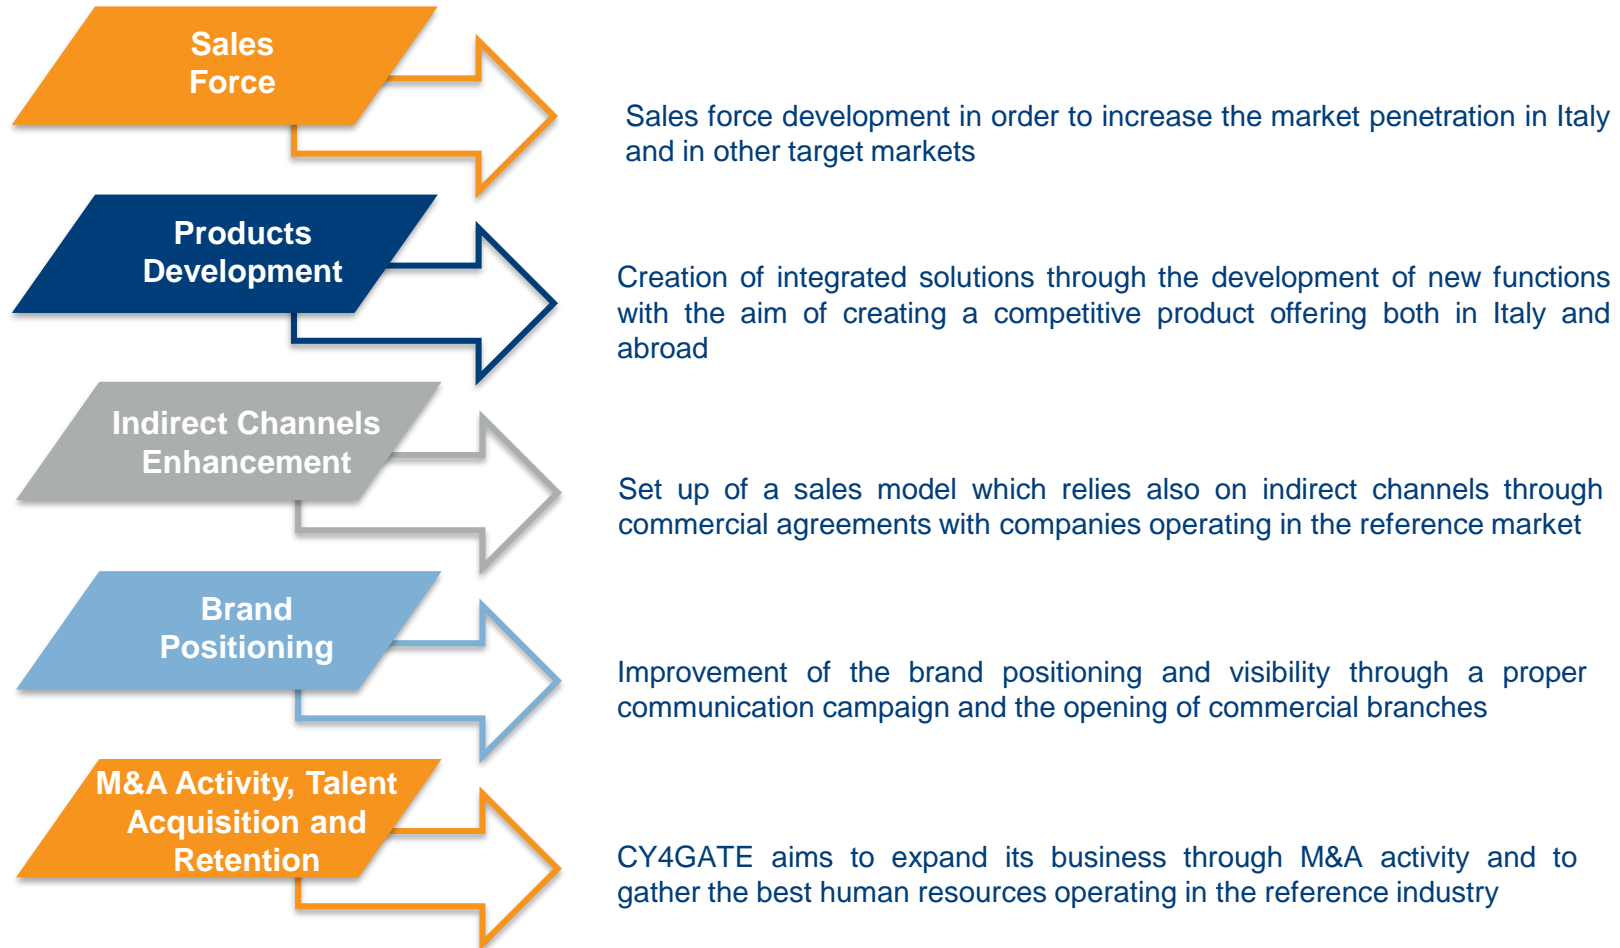 Sales
Force
Sales force development in order to increase the market penetration in Italy
and in other target markets
Products
Development
Creation of integrated solutions through the development of new functions
with the aim of creating a competitive product offering both in Italy and
abroad
Indirect Channels
Enhancement
Set up of a sales model which relies also on indirect channels through
commercial agreements with companies operating in the reference market
Brand
Positioning
Improvement of the brand positioning and visibility through a proper
communication campaign and the opening of commercial branches
M&A Activity, Talent
Acquisition and
Retention
CY4GATE aims to expand its business through M&A activity and to
gather the best human resources operating in the reference industry